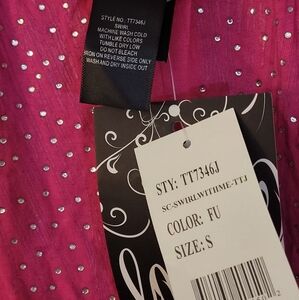 STYLE NO. TT7346J
SWIRL
MACHINE WASH COLD
WITH LIKE COLORS
TUMBLE DRY LOW
DO NOT BLEACH
IRON ON REVERSE SIDE ONLY
WASH AND DRY INSIDE OUT
STY: TT7346J
SC-SWIRLWITHME-TTJ
COLOR: FU
SIZE: S